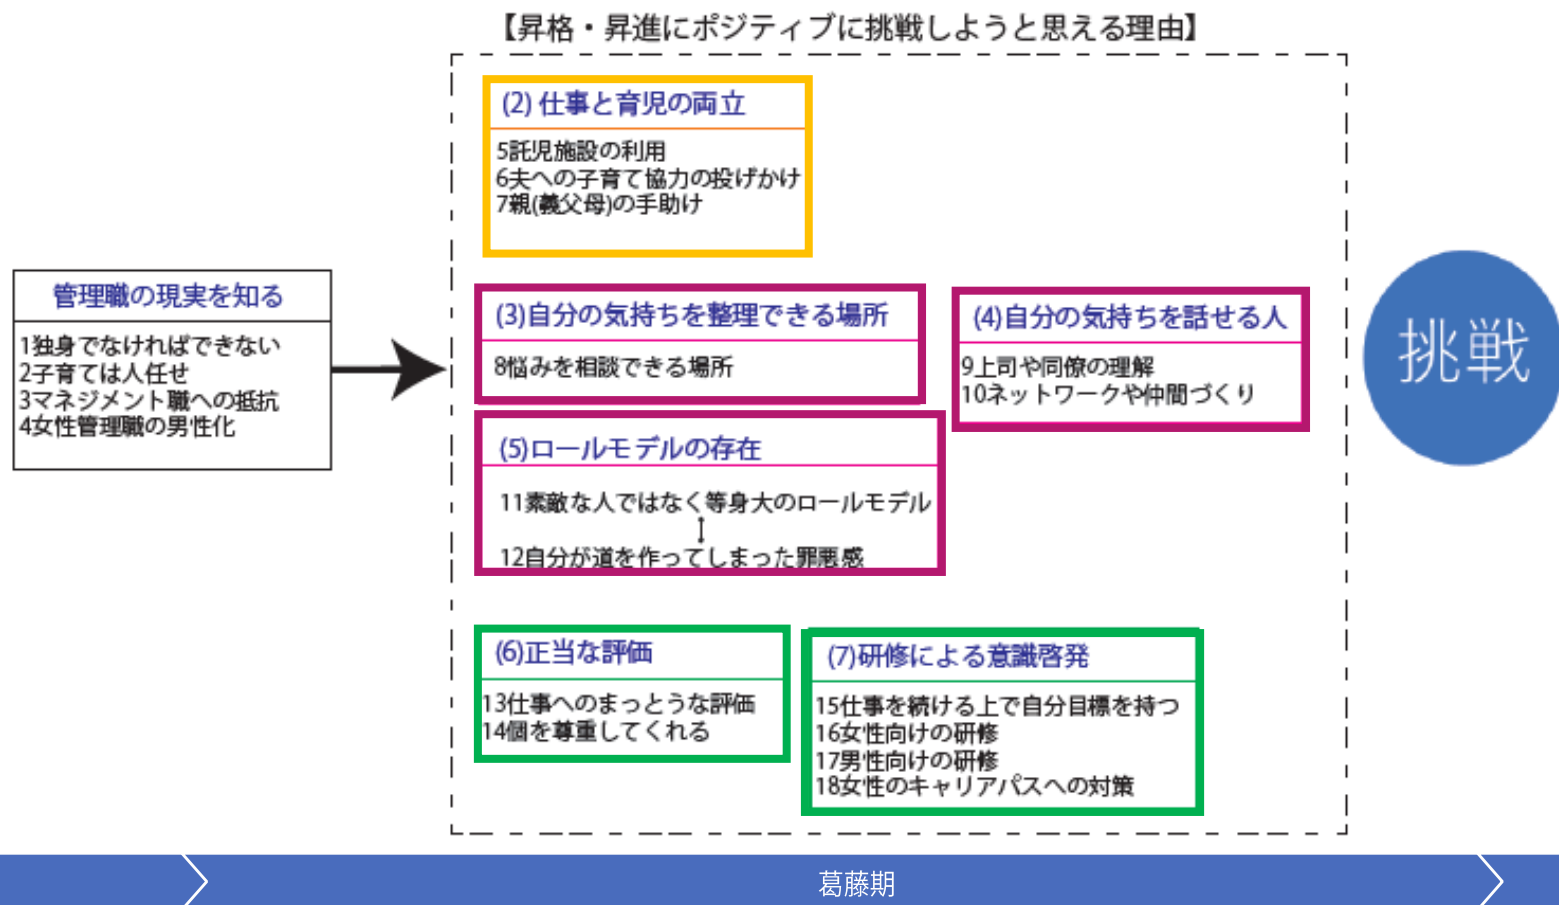 【昇格・昇進にポジティブに挑戦しようと思える理由】
(2) 仕事と育児の両立
5託児施設の利用
6夫への子育て協力の投げかけ
7親(義父母)の手助け
管理職の現実を知る
1独身でなければできない
2子育ては人任せ
3マネジメント職への抵抗
4女性管理職の男性化
(3)自分の気持ちを整理できる場所
8悩みを相談できる場所
(4)自分の気持ちを話せる人
9上司や同僚の理解
10ネットワークや仲間づくり
(5)ロールモデルの存在
11素敵な人ではなく等身大のロールモデル
12自分が道を作ってしまった罪悪感
(6)正当な評価
13仕事へのまっとうな評価
14個を尊重してくれる
(7)研修による意識啓発
15仕事を続ける上で自分目標を持つ
16女性向けの研修
17男性向けの研修
18女性のキャリアパスへの対策
挑戦
葛藤期